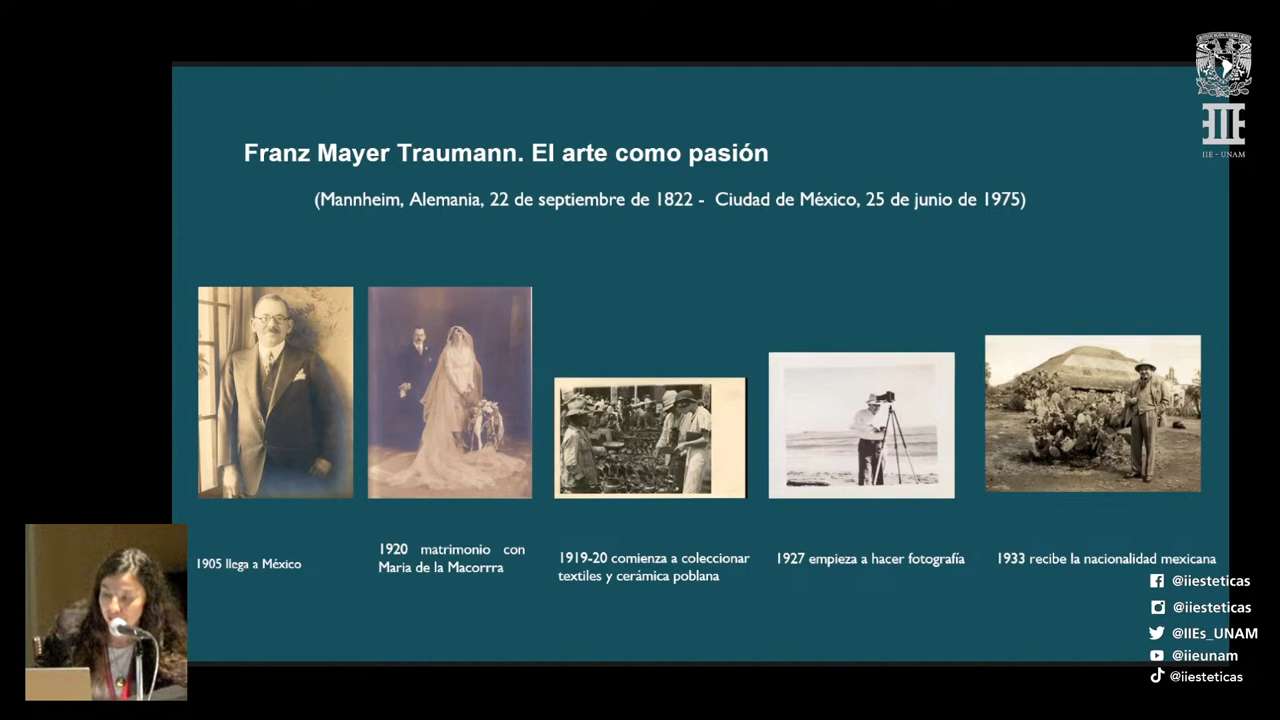 Franz Mayer Traumann. El arte como pasión
(Mannheim, Alemania, 22 de septiembre de 1822 - Ciudad de México, 25 de junio de 1975)
1905 llega a México
1920 matrimonio con
Maria de la Macorrra
1919-20 comienza a coleccionar
textiles y cerámica poblana
1927 empieza a hacer fotografía
1933 recibe la nacionalidad mexicana
IIE - UNAM
@iiesteticas
@iiesteticas
@IIEs_UNAM
@iieunam
@iiesteticas